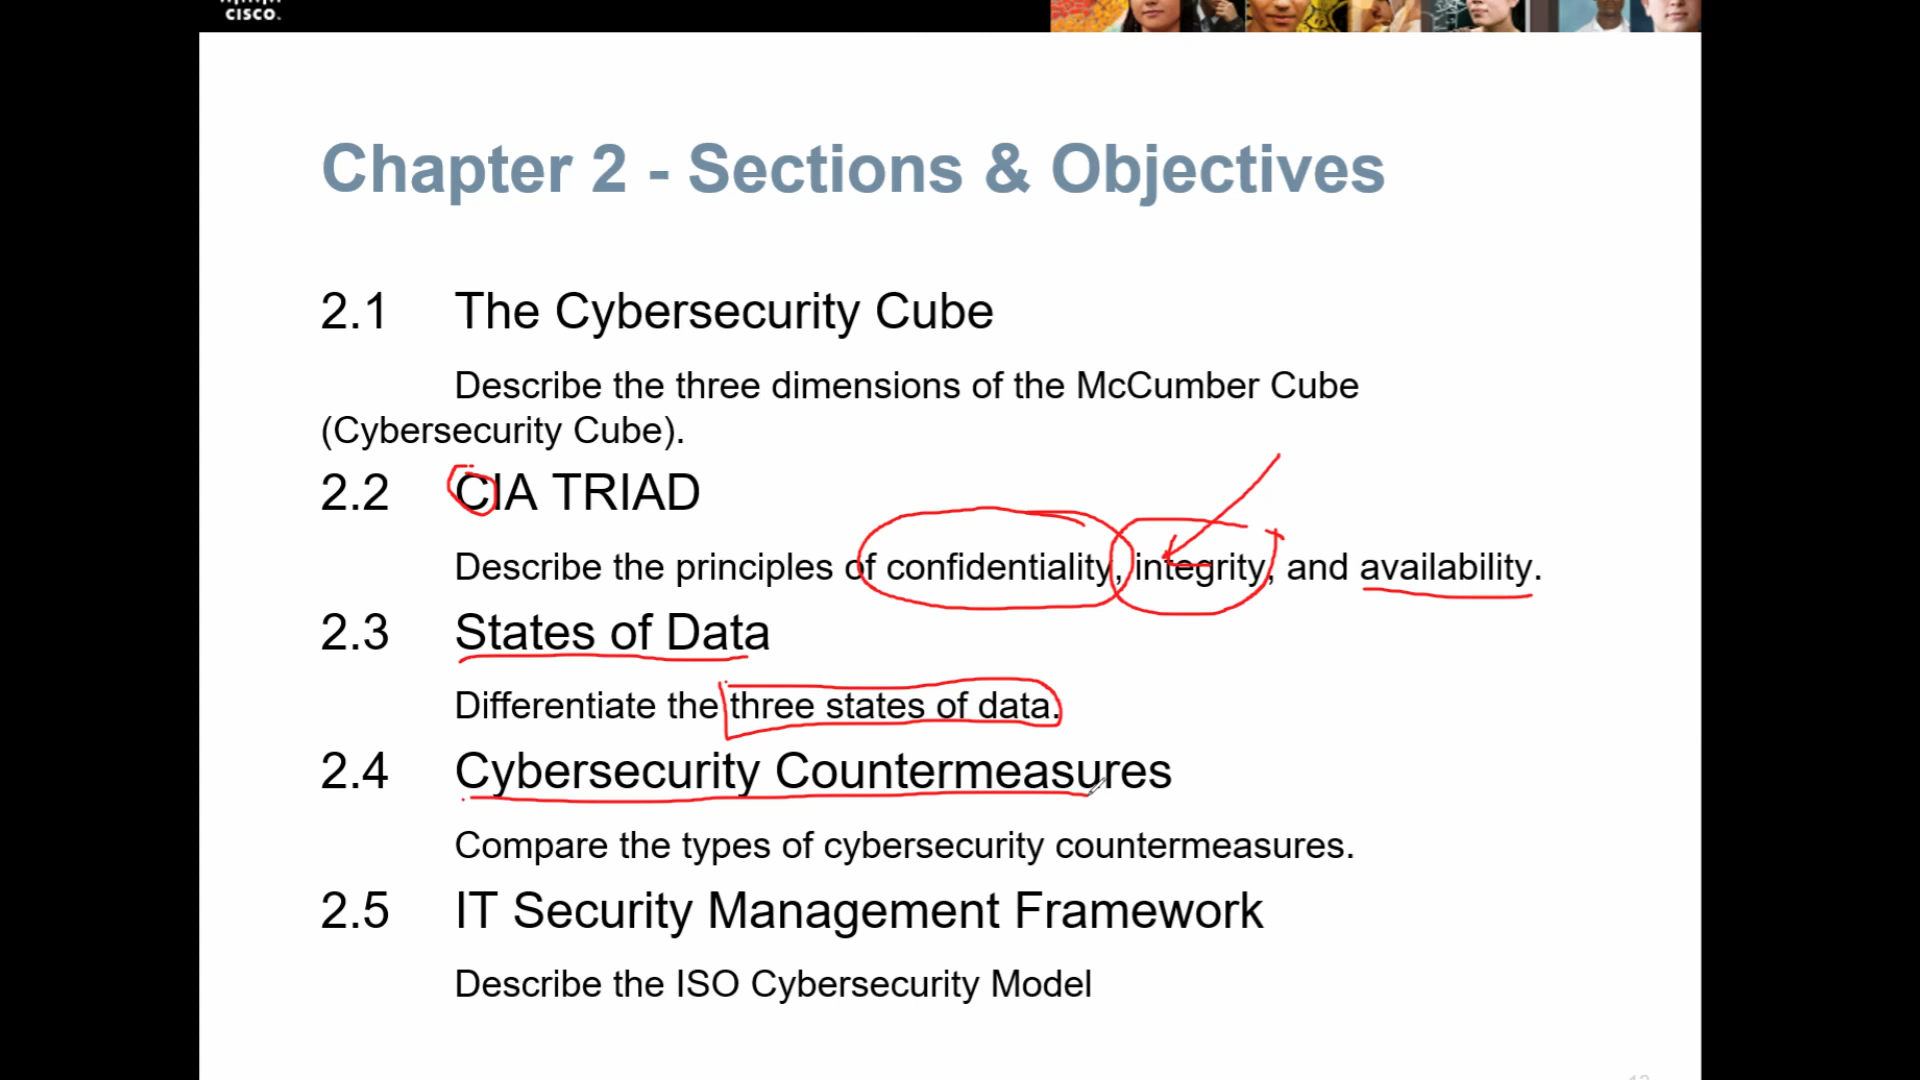 CISCO.
Chapter 2 - Sections & Objectives
2.1 The Cybersecurity Cube
Describe the three dimensions of the McCumber Cube
(Cybersecurity Cube).
2.2 CIA TRIAD
Describe the principles of confidentiality, integrity, and availability.
2.3 States of Data
Differentiate the three states of data.
2.4 Cybersecurity Countermeasures
Compare the types of cybersecurity countermeasures.
2.5 IT Security Management Framework
Describe the ISO Cybersecurity Model